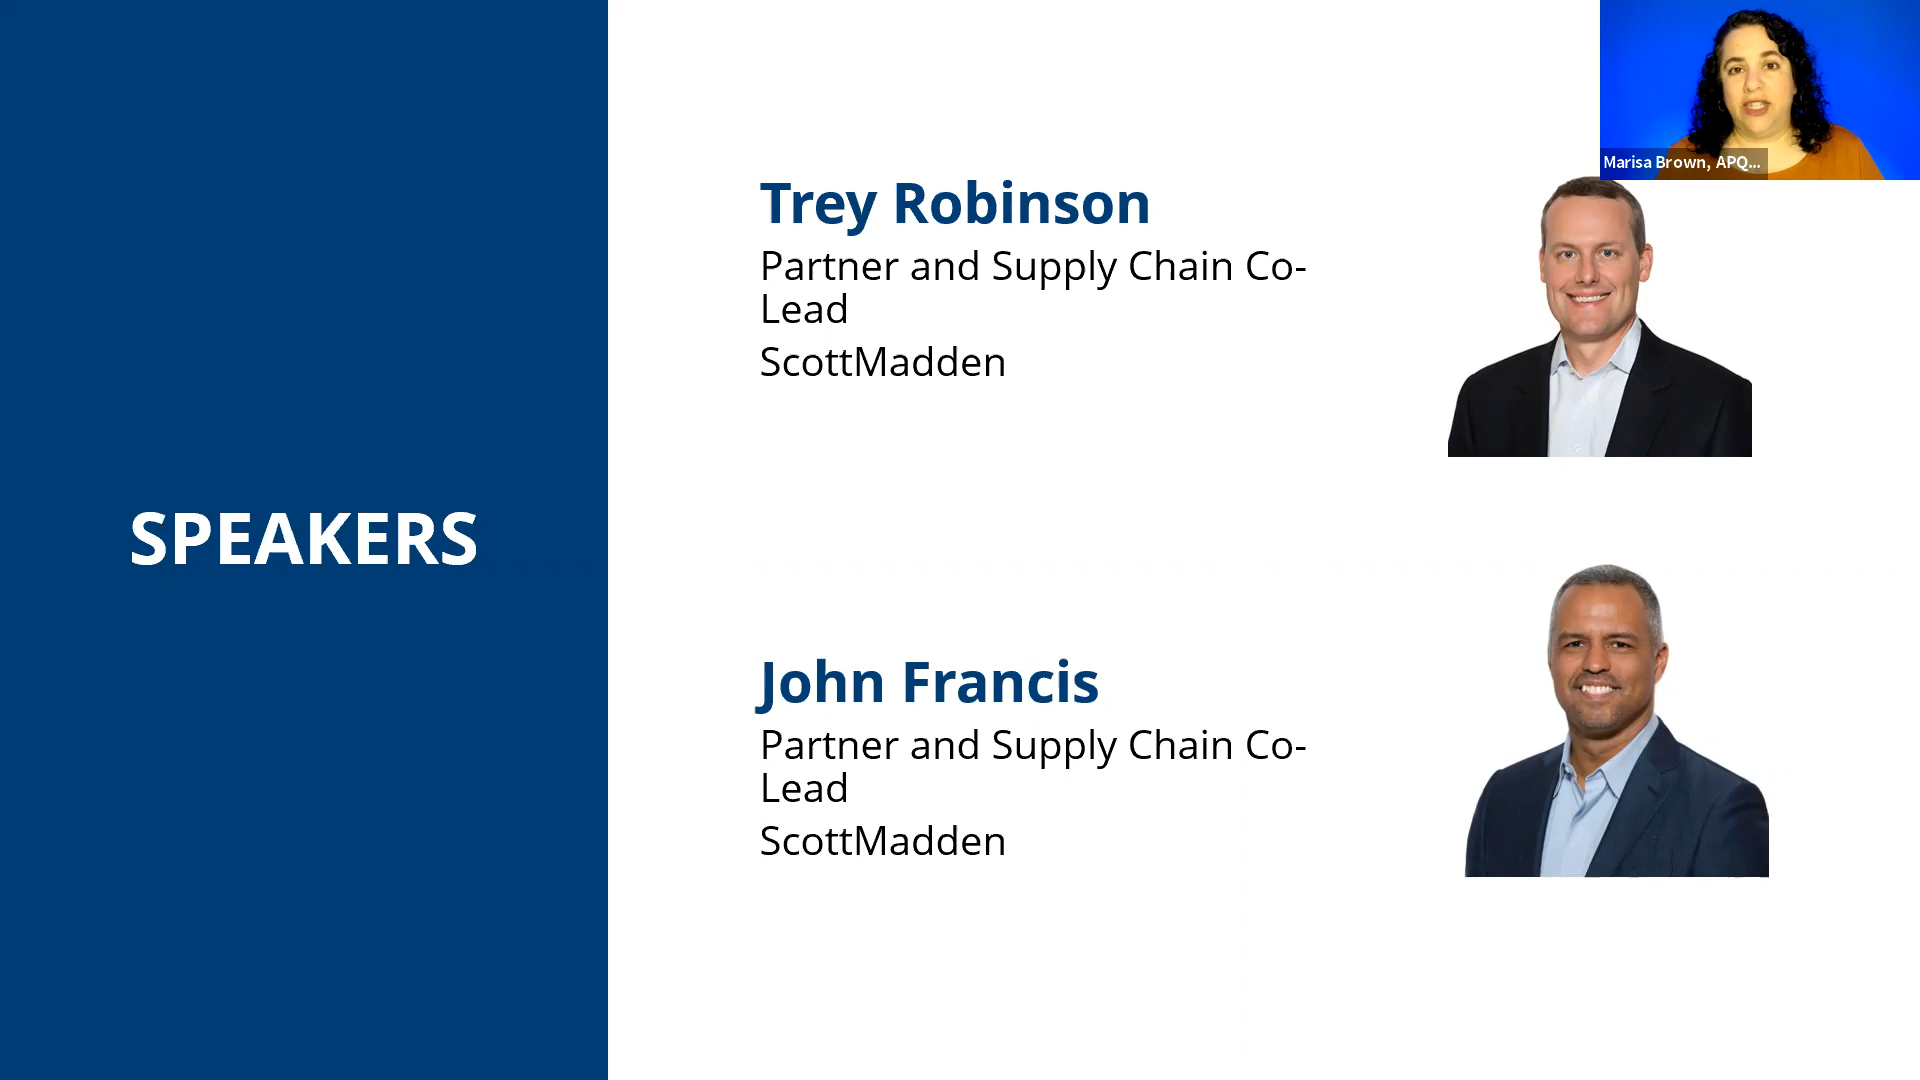 Marisa Brown, APQ...
Trey Robinson
Partner and Supply Chain Co-
Lead
ScottMadden
SPEAKERS
John Francis
Partner and Supply Chain Co-
Lead
ScottMadden